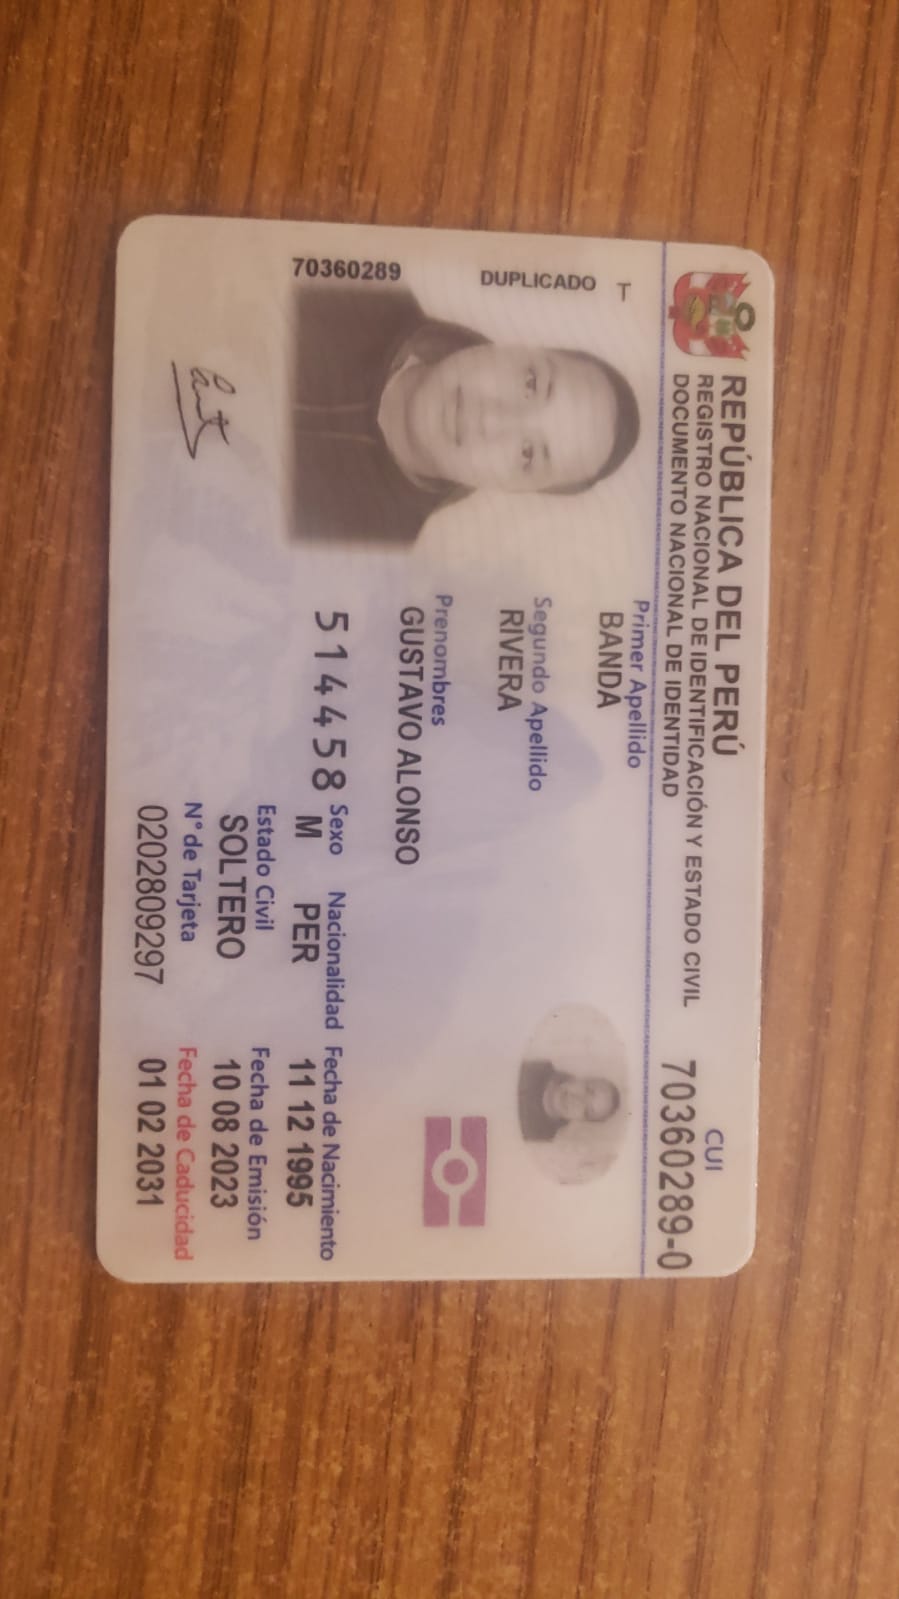 REPÚBLICA DEL PERÚ
REGISTRO NACIONAL DE IDENTIFICACIÓN Y ESTADO CIVIL
DOCUMENTO NACIONAL DE IDENTIDAD
CUI
70360289-0
DUPLICADO T
70360289
Primer Apellido
BANDA
Segundo Apellido
RIVERA
Prenombres
GUSTAVO ALONSO
514458
Sexo Nacionalidad Fecha de Nacimiento
M PER 11 12 1995
Estado Civil Fecha de Emisión
SOLTERO 10 08 2023
N° de Tarjeta Fecha de Caducidad
0202809297 01 02 2031